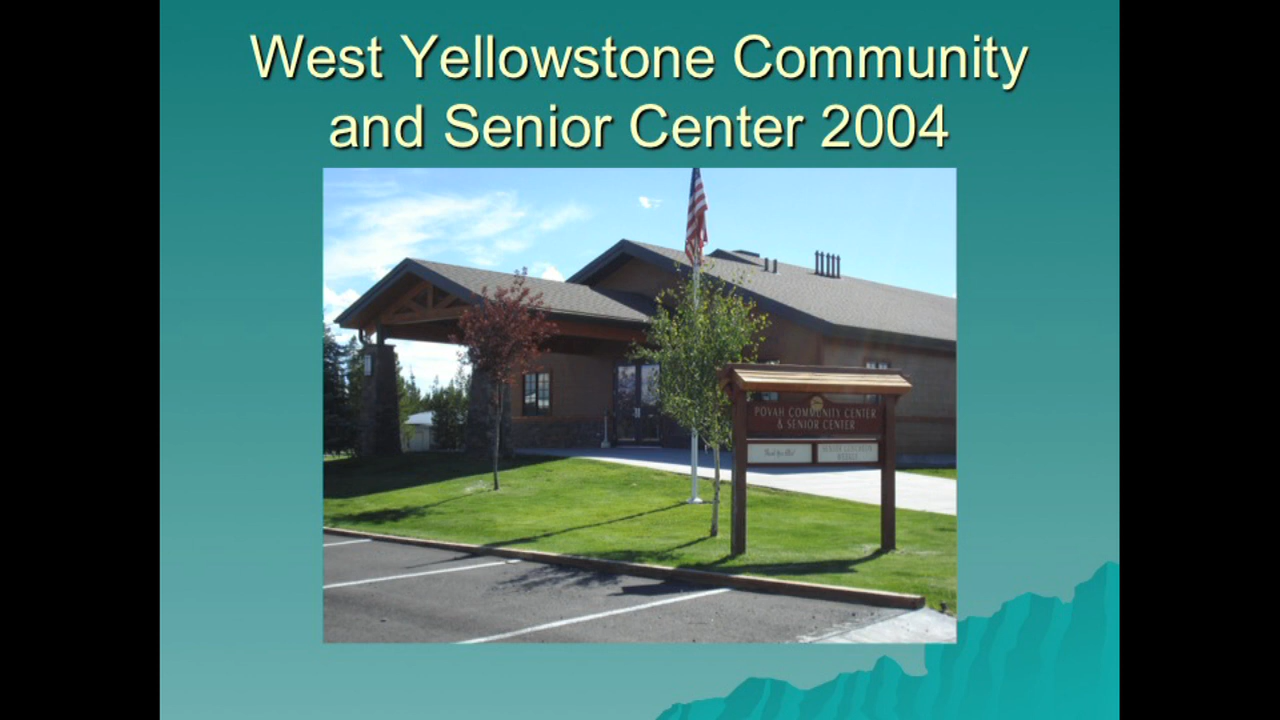 West Yellowstone Community
and Senior Center 2004
POVAH COMMUNITY CENTER
& SENIOR CENTER